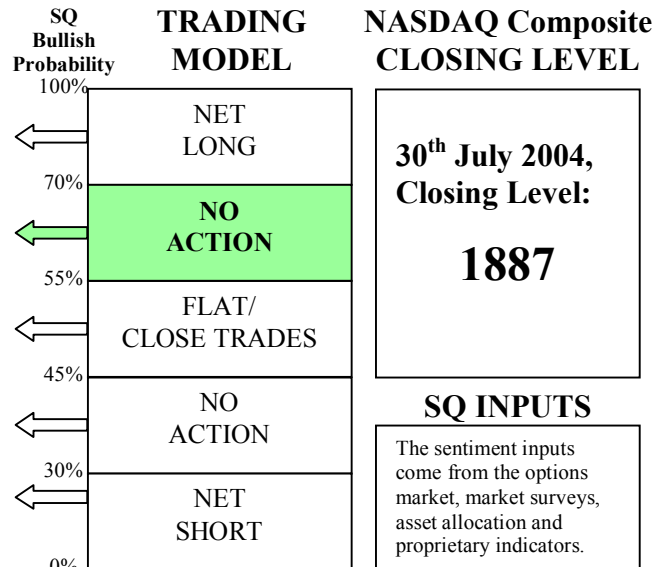 SQ
Bullish
Probability
TRADING
MODEL
100%
NET
LONG
70%
NO
ACTION
55%
FLAT/
CLOSE TRADES
45%
NO
ACTION
30%
NET
SHORT
0%
NASDAQ Composite
CLOSING LEVEL
30th July 2004,
Closing Level:
1887
SQ INPUTS
The sentiment inputs
come from the options
market, market surveys,
asset allocation and
proprietary indicators.